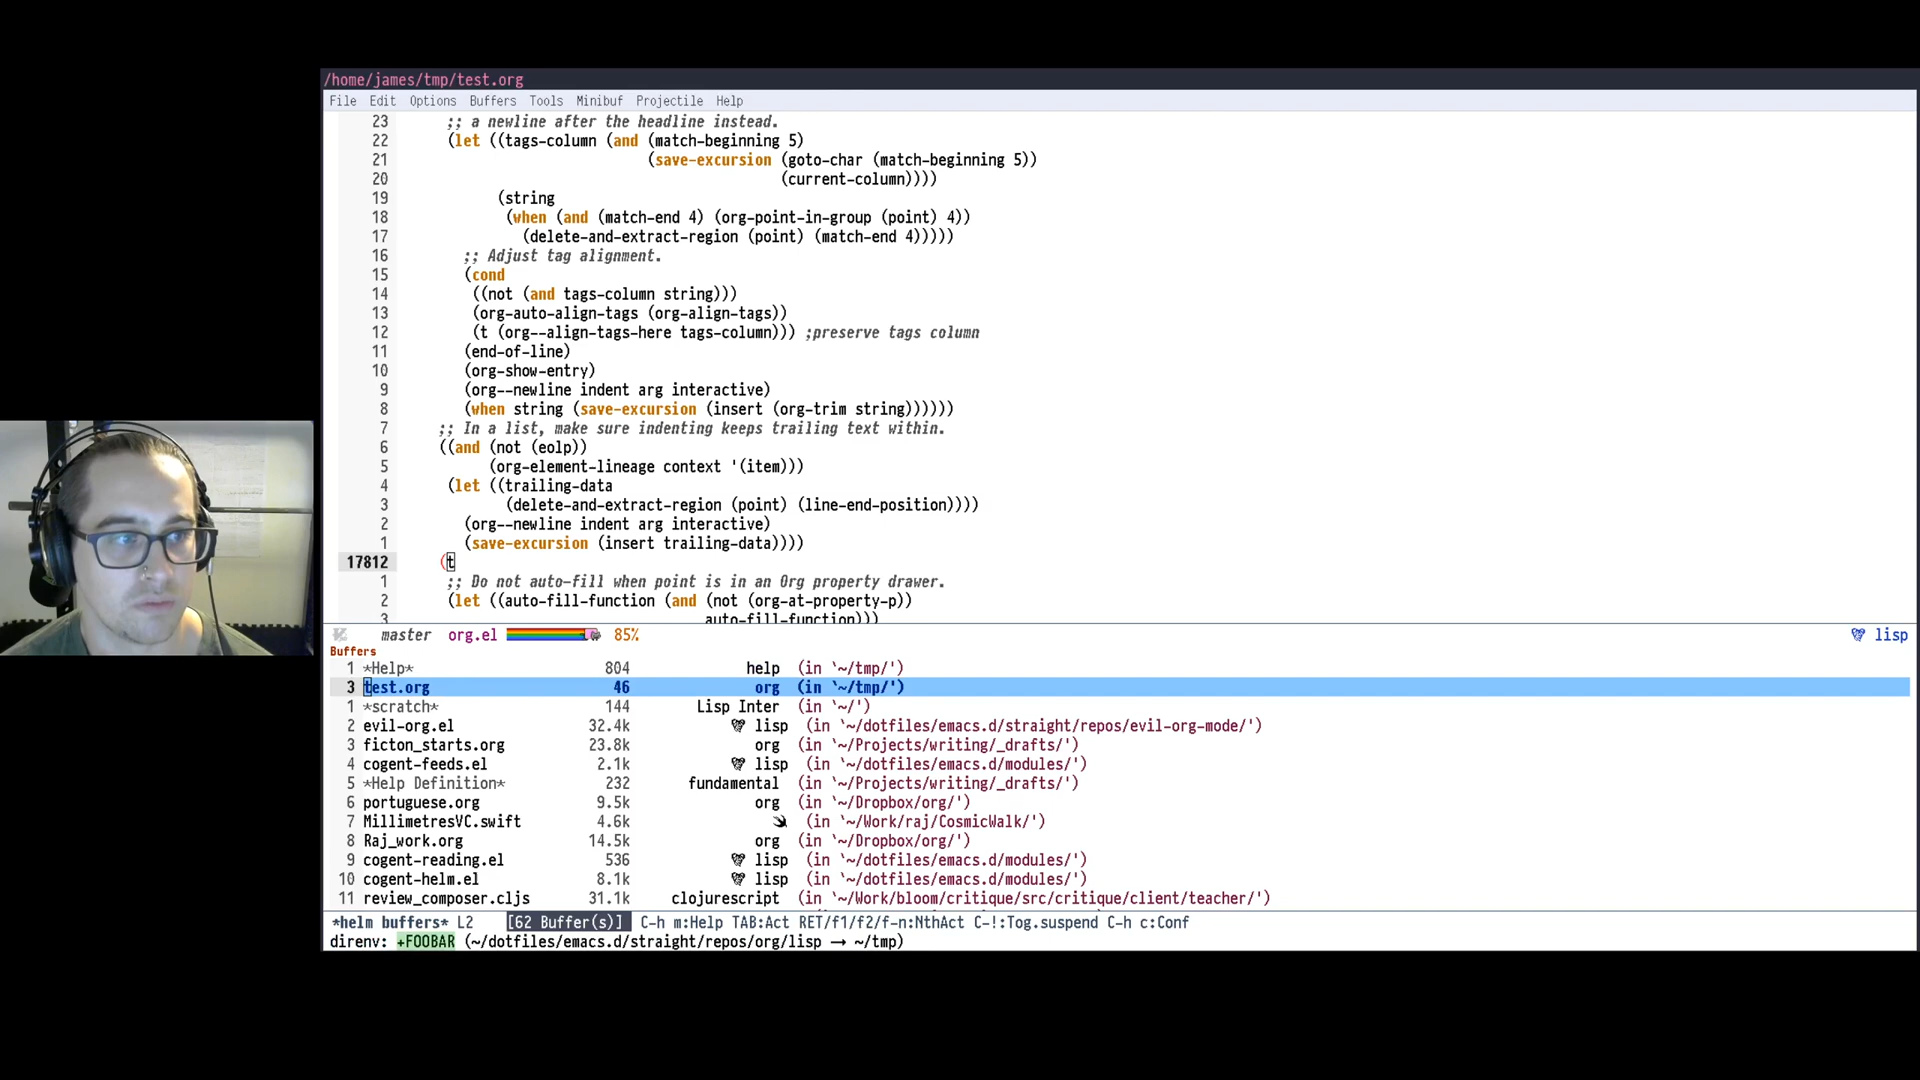 /home/james/tmp/test.org
File Edit Options Buffers Tools Minibuf Projectile Help
23 ;; a newline after the headline instead.
22 (let ((tags-column (and (match-beginning 5)
21 (save-excursion (goto-char (match-beginning 5))
20 (current-column))))
19 (string
18 (when (and (match-end 4) (org-point-in-group (point) 4))
17 (delete-and-extract-region (point) (match-end 4)))))
16 ;; Adjust tag alignment.
15 (cond
14 ((not (and tags-column string)))
13 (org-auto-align-tags (org-align-tags))
12 (t (org--align-tags-here tags-column))) ;preserve tags column
11 (end-of-line)
10 (org-show-entry)
9 (org--newline indent arg interactive)
8 (when string (save-excursion (insert (org-trim string))))))
7 ;; In a list, make sure indenting keeps trailing text within.
6 ((and (not (eolp))
5 (org-element-lineage context '(item)))
4 (let ((trailing-data
3 (delete-and-extract-region (point) (line-end-position))))
2 (org--newline indent arg interactive)
1 (save-excursion (insert trailing-data))))
17812 (t
1 ;; Do not auto-fill when point is in an Org property drawer.
2 (let ((auto-fill-function (and (not (org-at-property-p))
3 auto-fill-function)))
master org.el 85% lisp
Buffers
1 *Help* 804 help (in `~/tmp/')
3 test.org 46 org (in `~/tmp/')
1 *scratch* 144 Lisp Inter (in `~/')
2 evil-org.el 32.4k lisp (in `~/dotfiles/emacs.d/straight/repos/evil-org-mode/')
3 ficton_starts.org 23.8k org (in `~/Projects/writing/_drafts/')
4 cogent-feeds.el 2.1k lisp (in `~/dotfiles/emacs.d/modules/')
5 *Help Definition* 232 fundamental (in `~/Projects/writing/_drafts/')
6 portuguese.org 9.5k org (in `~/Dropbox/org/')
7 MillimetresVC.swift 4.6k (in `~/Work/raj/CosmicWalk/')
8 Raj_work.org 14.5k org (in `~/Dropbox/org/')
9 cogent-reading.el 536 lisp (in `~/dotfiles/emacs.d/modules/')
10 cogent-helm.el 8.1k lisp (in `~/dotfiles/emacs.d/modules/')
11 review_composer.cljs 31.1k clojurescript (in `~/Work/bloom/critique/src/critique/client/teacher/')
*helm buffers* L2 [62 Buffer(s)] C-h m:Help TAB:Act RET/f1/f2/f-n:NthAct C-!:Tog.suspend C-h c:Conf
direnv: +FOOBAR (~/dotfiles/emacs.d/straight/repos/org/lisp → ~/tmp)